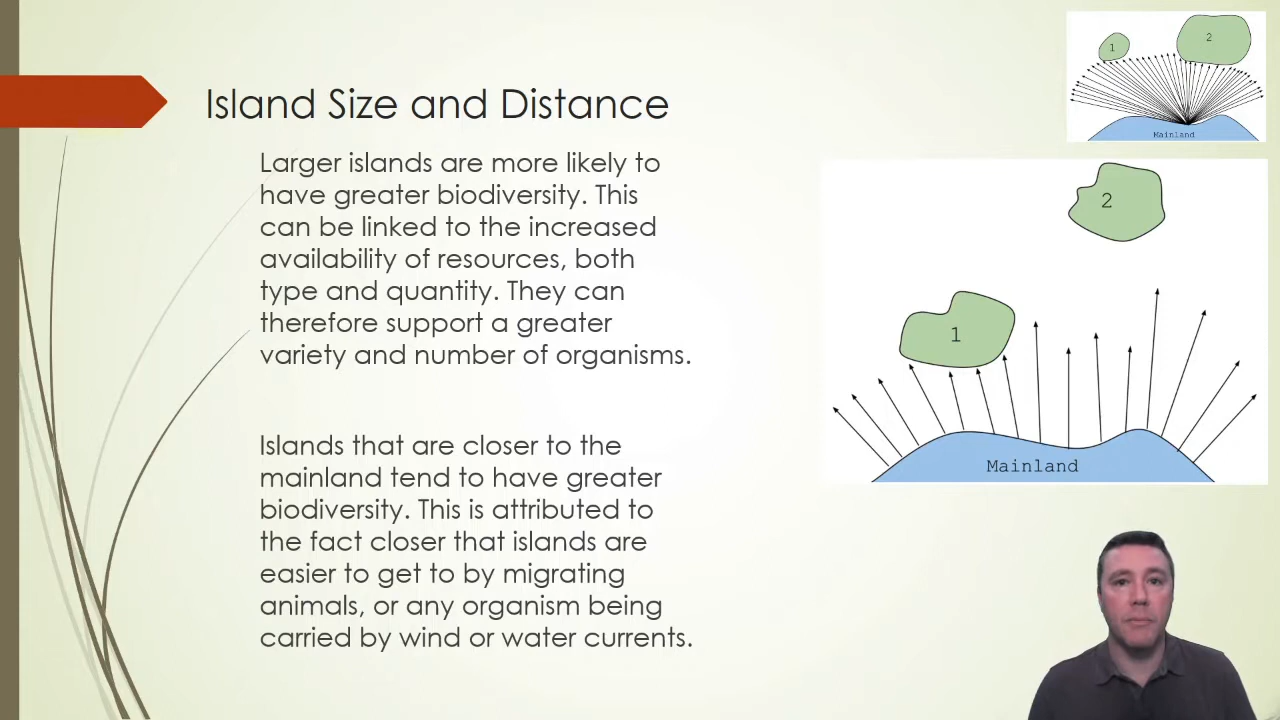 Island Size and Distance
Larger islands are more likely to
have greater biodiversity. This
can be linked to the increased
availability of resources, both
type and quantity. They can
therefore support a greater
variety and number of organisms.
Islands that are closer to the
mainland tend to have greater
biodiversity. This is attributed to
the fact closer that islands are
easier to get to by migrating
animals, or any organism being
carried by wind or water currents.
1
2
Mainland
2
1
Mainland